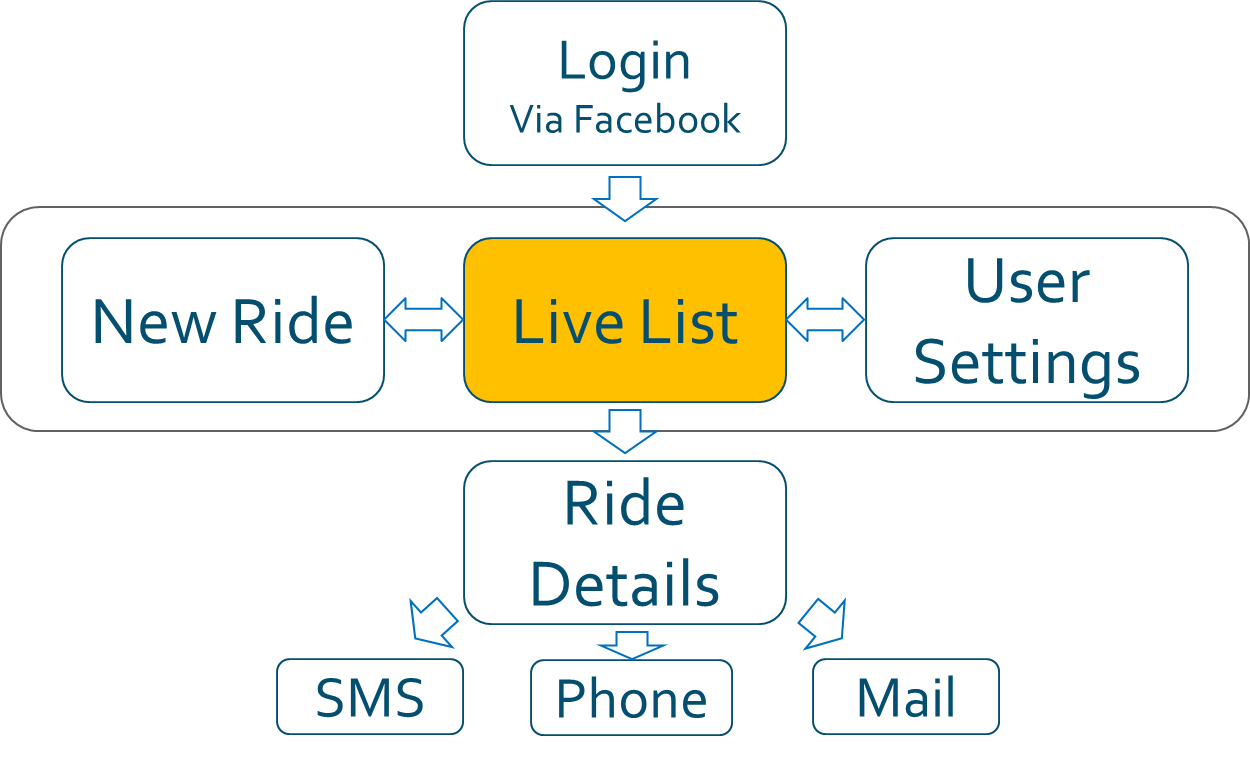 Login
Via Facebook
New Ride
Live List
User
Settings
Ride
Details
SMS
Phone
Mail